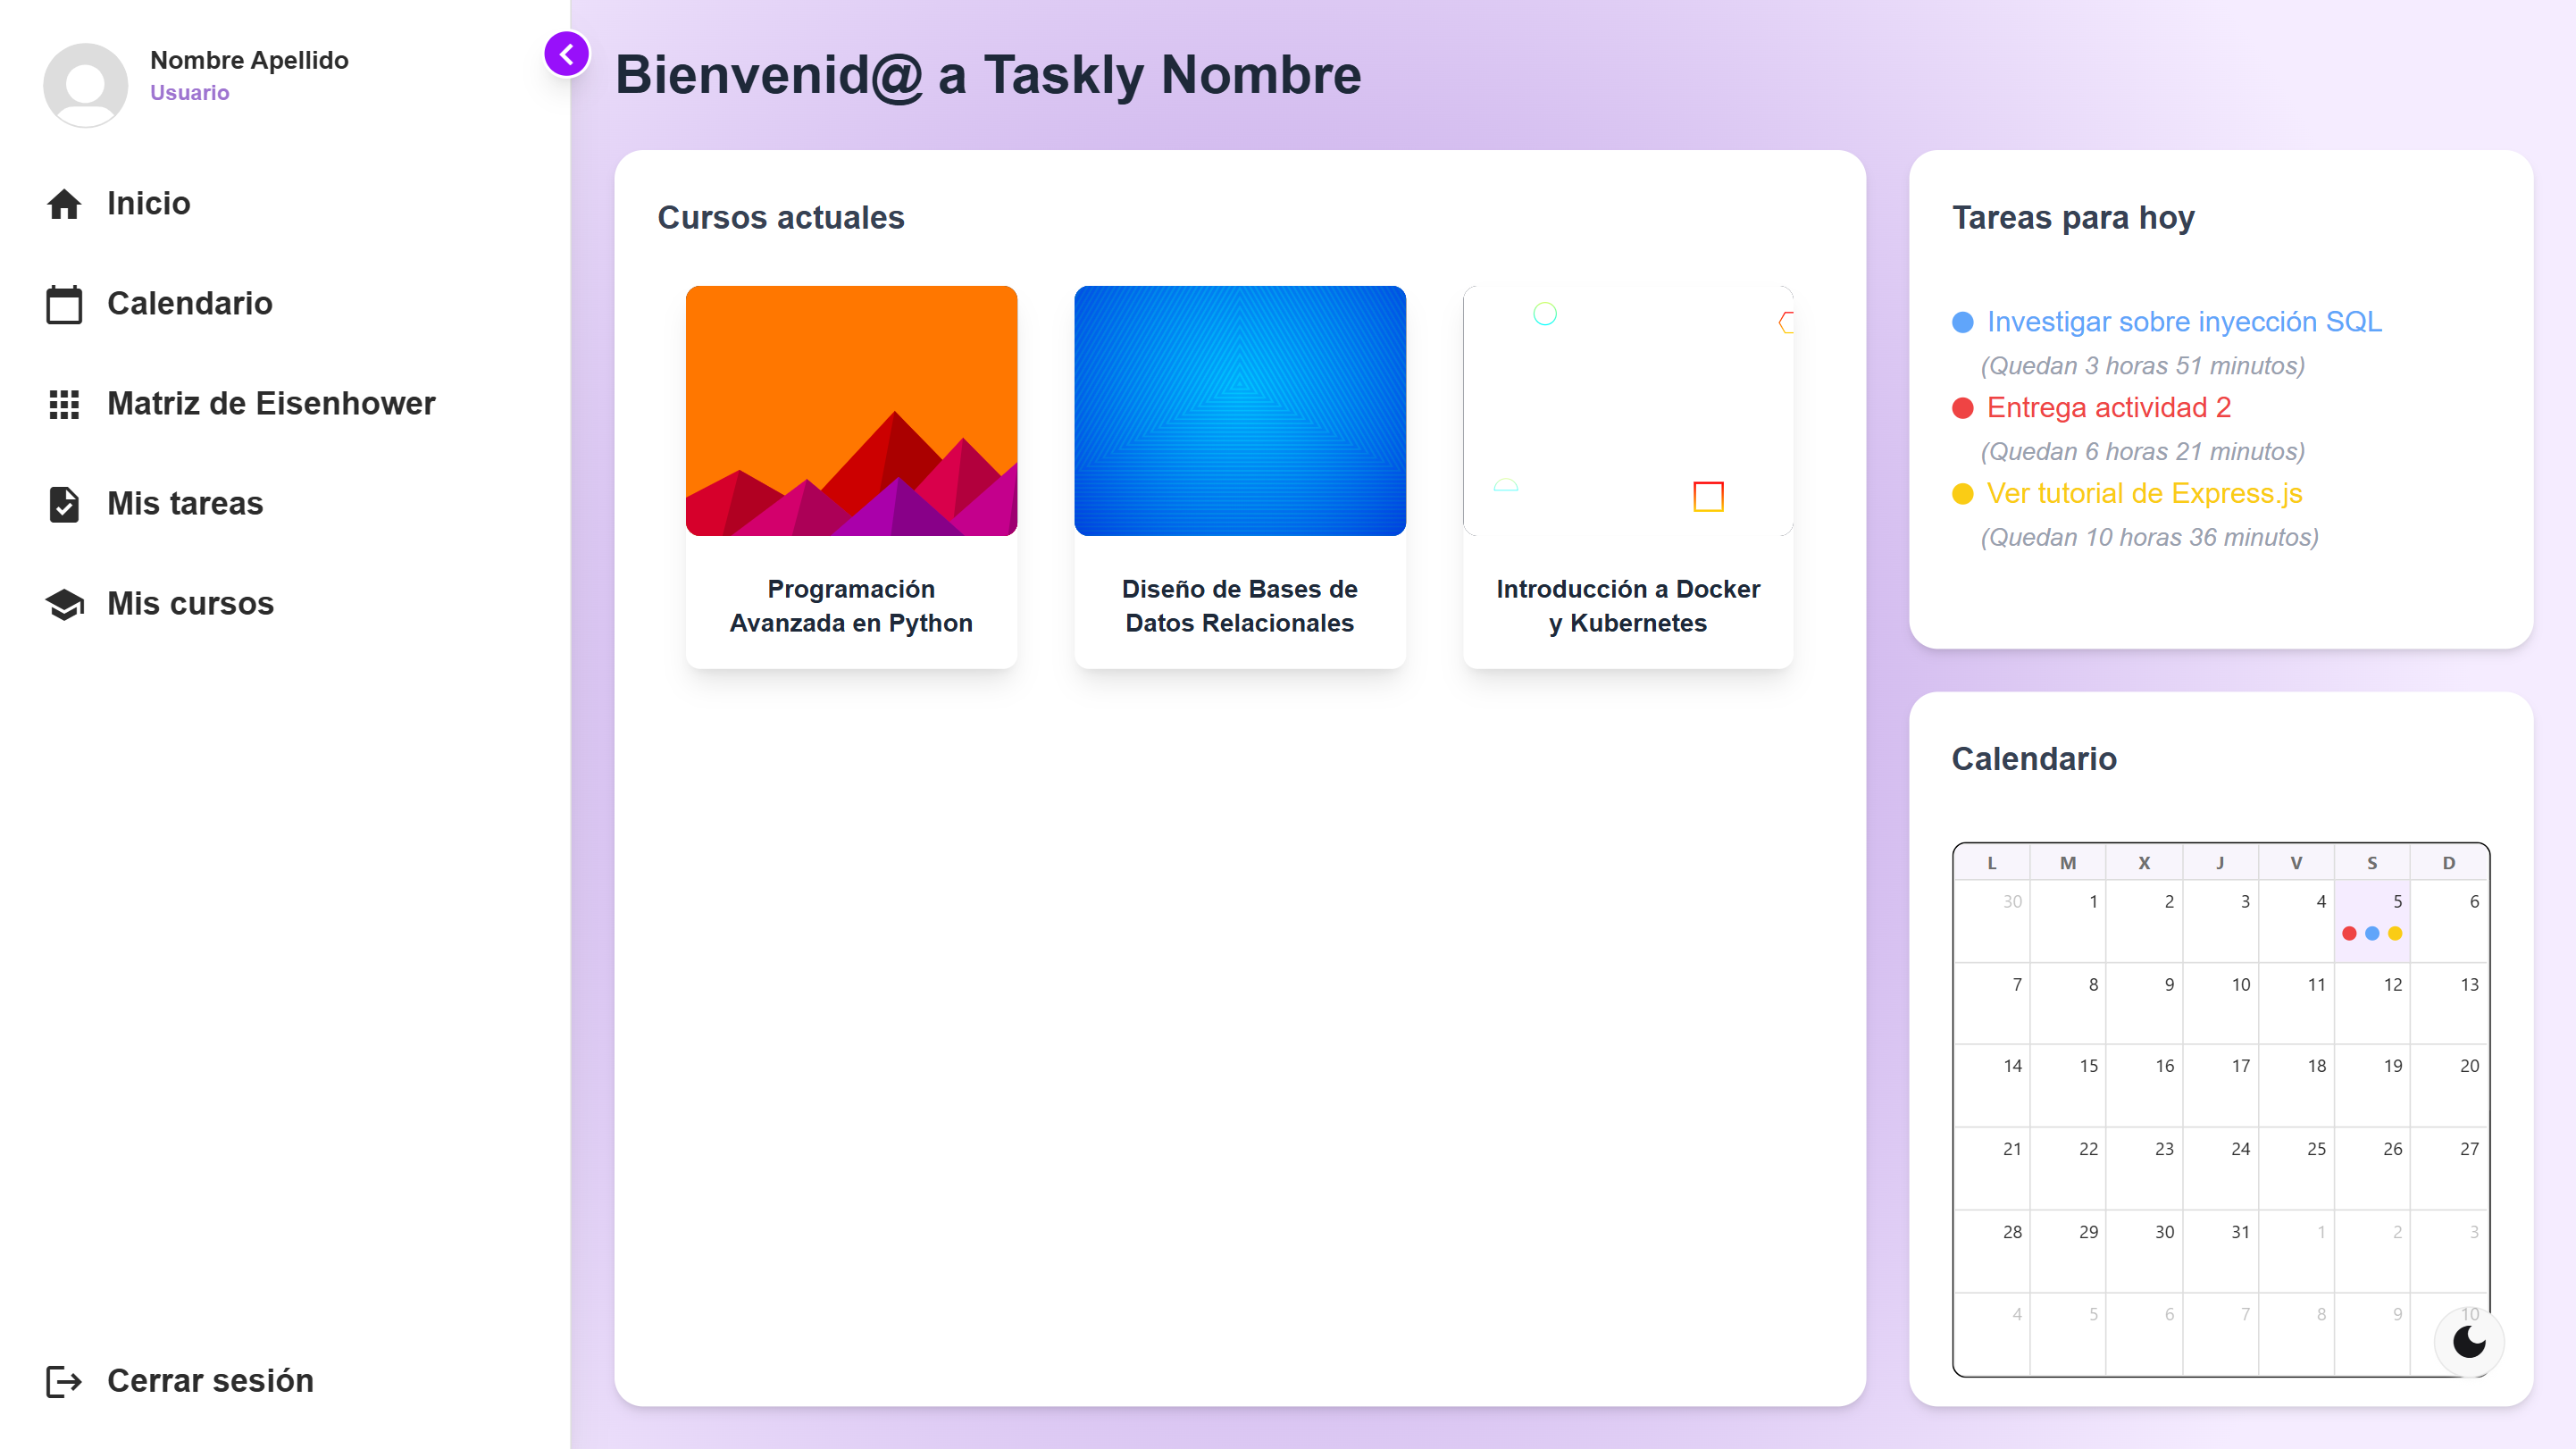 Nombre Apellido
Usuario
Inicio
Calendario
Matriz de Eisenhower
Mis tareas
Mis cursos
Cerrar sesión
Bienvenid@ a Taskly Nombre
Cursos actuales
Programación
Avanzada en Python
Diseño de Bases de
Datos Relacionales
Introducción a Docker
y Kubernetes
Tareas para hoy
Investigar sobre inyección SQL
(Quedan 3 horas 51 minutos)
Entrega actividad 2
(Quedan 6 horas 21 minutos)
Ver tutorial de Express.js
(Quedan 10 horas 36 minutos)
Calendario
L M X J V S D
30 1 2 3 4 5 6
7 8 9 10 11 12 13
14 15 16 17 18 19 20
21 22 23 24 25 26 27
28 29 30 31 1 2 3
4 5 6 7 8 9 10